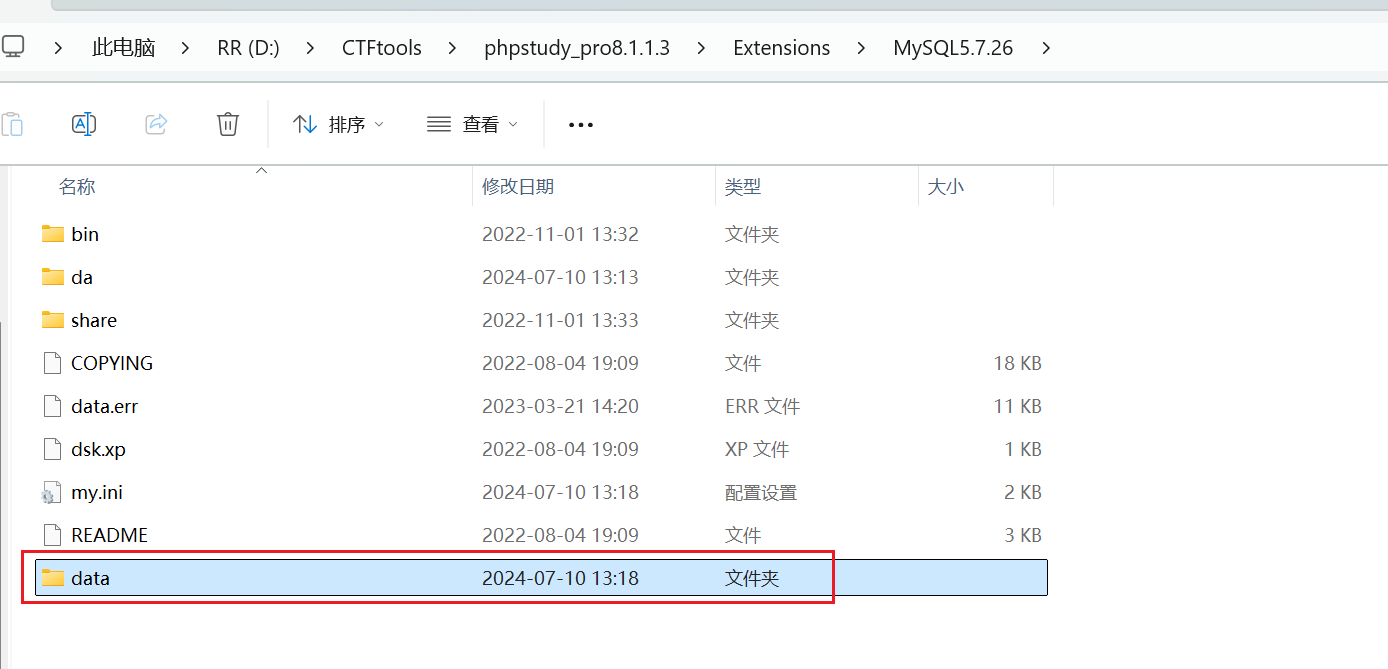 此电脑 RR (D:) CTFtools phpstudy_pro8.1.1.3 Extensions MySQL5.7.26
排序 查看
名称 修改日期 类型 大小
bin 2022-11-01 13:32 文件夹
da 2024-07-10 13:13 文件夹
share 2022-11-01 13:33 文件夹
COPYING 2022-08-04 19:09 文件 18 KB
data.err 2023-03-21 14:20 ERR 文件 11 KB
dsk.xp 2022-08-04 19:09 XP 文件 1 KB
my.ini 2024-07-10 13:18 配置设置 2 KB
README 2022-08-04 19:09 文件 3 KB
data 2024-07-10 13:18 文件夹